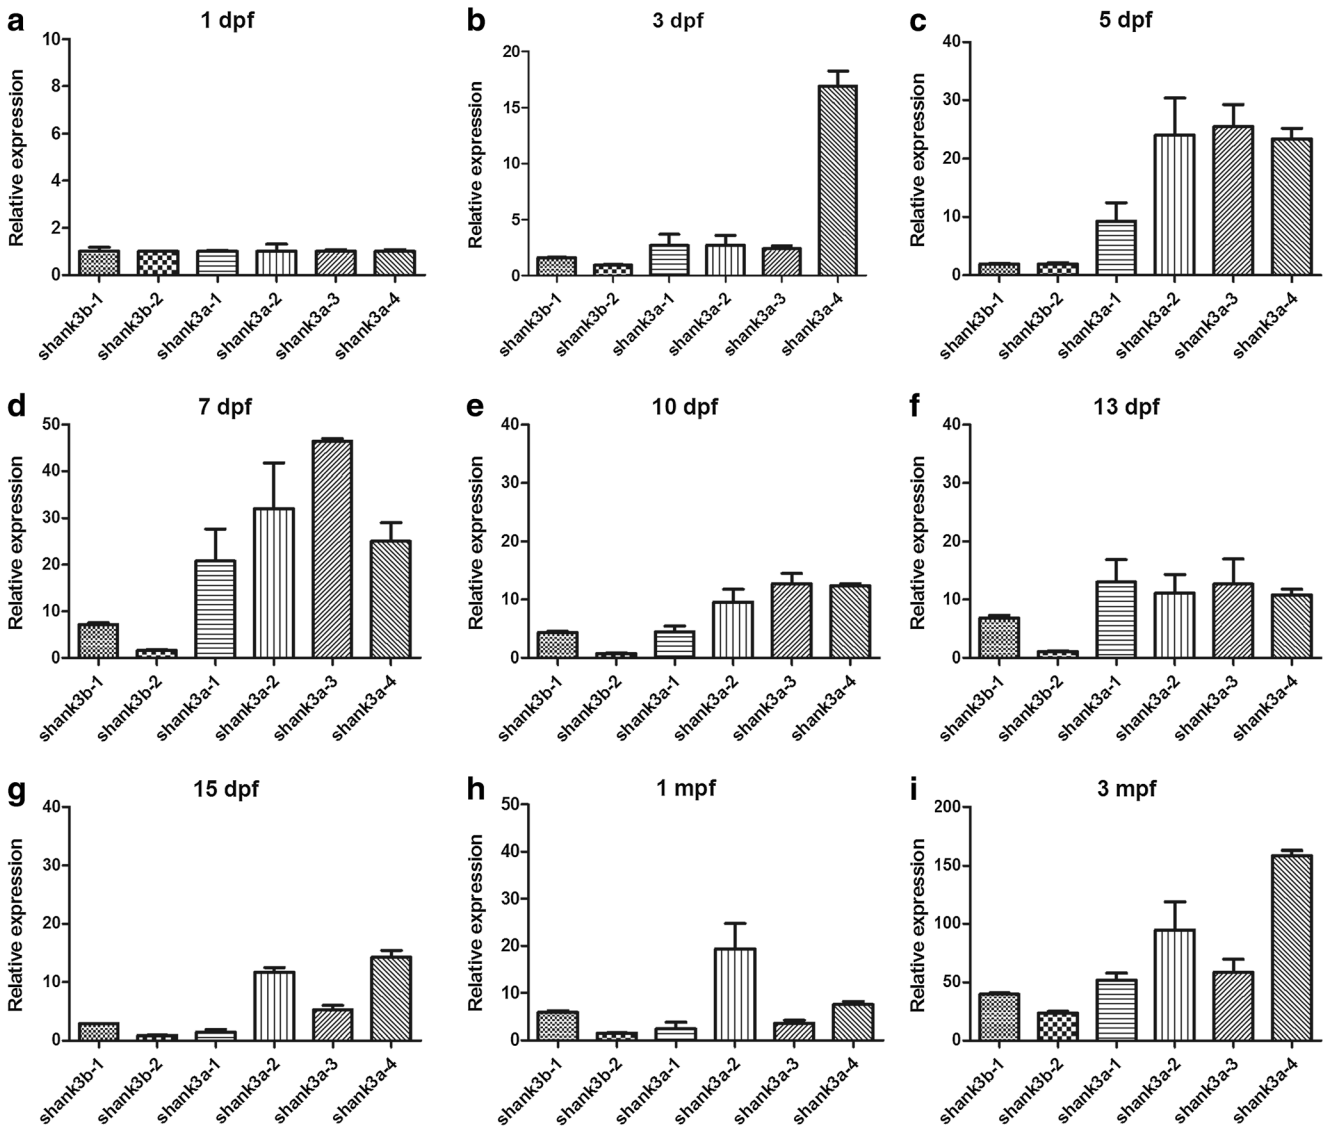 a 1 dpf
Relative expression
10
8
6
4
2
0
shank3b-1
shank3b-2
shank3a-1
shank3a-2
shank3a-3
shank3a-4
b 3 dpf
Relative expression
20
15
10
5
0
shank3b-1
shank3b-2
shank3a-1
shank3a-2
shank3a-3
shank3a-4
c 5 dpf
Relative expression
40
30
20
10
0
shank3b-1
shank3b-2
shank3a-1
shank3a-2
shank3a-3
shank3a-4
d 7 dpf
Relative expression
50
40
30
20
10
0
shank3b-1
shank3b-2
shank3a-1
shank3a-2
shank3a-3
shank3a-4
e 10 dpf
Relative expression
40
30
20
10
0
shank3b-1
shank3b-2
shank3a-1
shank3a-2
shank3a-3
shank3a-4
f 13 dpf
Relative expression
40
30
20
10
0
shank3b-1
shank3b-2
shank3a-1
shank3a-2
shank3a-3
shank3a-4
g 15 dpf
Relative expression
40
30
20
10
0
shank3b-1
shank3b-2
shank3a-1
shank3a-2
shank3a-3
shank3a-4
h 1 mpf
Relative expression
50
40
30
20
10
0
shank3b-1
shank3b-2
shank3a-1
shank3a-2
shank3a-3
shank3a-4
i 3 mpf
Relative expression
200
150
100
50
0
shank3b-1
shank3b-2
shank3a-1
shank3a-2
shank3a-3
shank3a-4